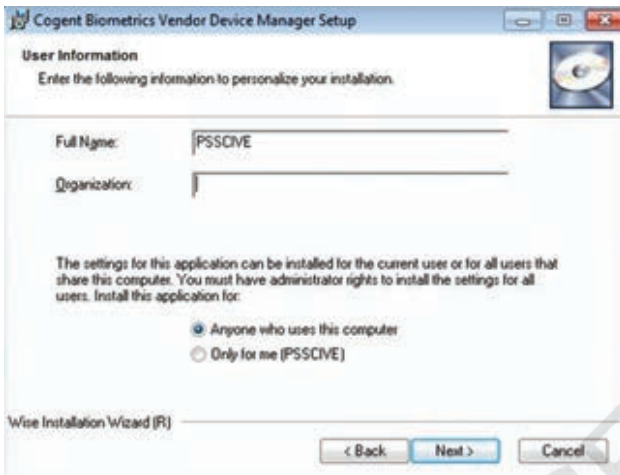 Cogent Biometrics Vendor Device Manager Setup
User Information
Enter the following information to personalize your installation.
Full Name:
PSSCIVE
Organization:
The settings for this application can be installed for the current user or for all users that
share this computer. You must have administrator rights to install the settings for all
users. Install this application for:
Anyone who uses this computer
Only for me (PSSCIVE)
Wise Installation Wizard (R)
< Back
Next >
Cancel